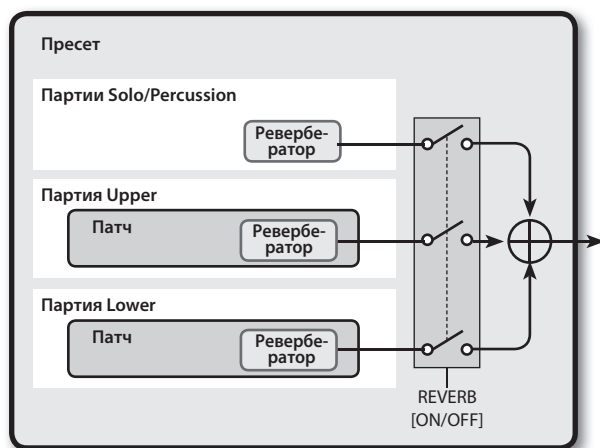 Пресет
Партии Solo/Percussion
Ревербе-
ратор
Партия Upper
Патч
Ревербе-
ратор
Партия Lower
Патч
Ревербе-
ратор
REVERB
[ON/OFF]